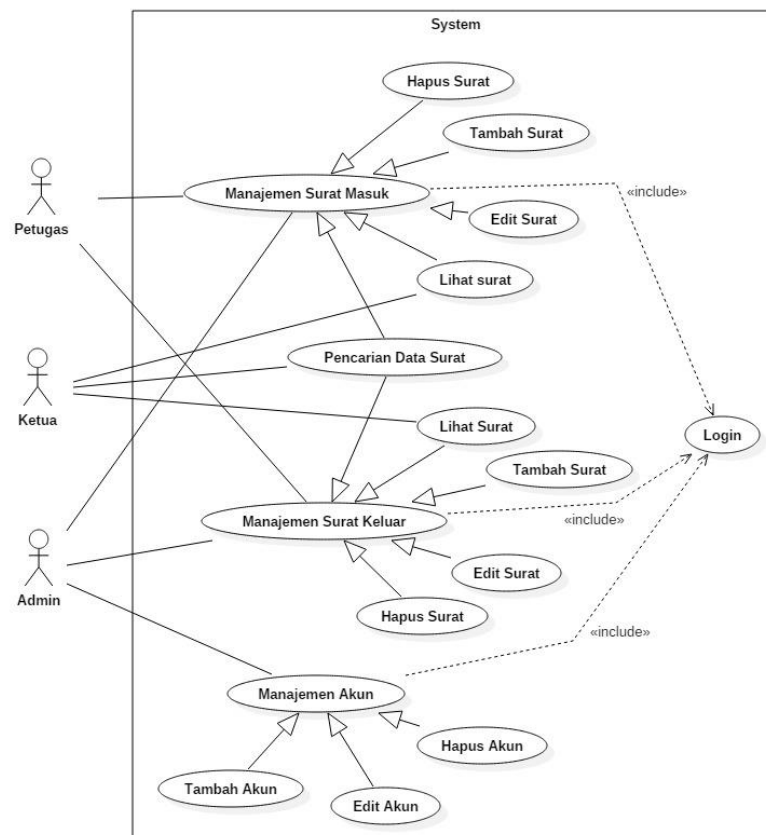 System
Hapus Surat
Tambah Surat
Manajemen Surat Masuk
«include»
Edit Surat
Petugas
Lihat surat
Pencarian Data Surat
Ketua
Lihat Surat
Login
Tambah Surat
Manajemen Surat Keluar
«include»
Edit Surat
Admin
Hapus Surat
«include»
Manajemen Akun
Hapus Akun
Tambah Akun
Edit Akun